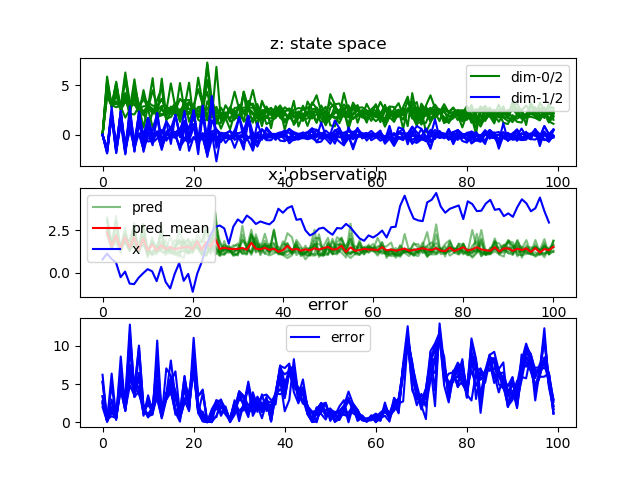 z: state space
5
0
dim-0/2
dim-1/2
0 20 40 60 80 100
x: observation
2.5
0.0
pred
pred_mean
x
0 20 40 60 80 100
error
10
5
0
error
0 20 40 60 80 100